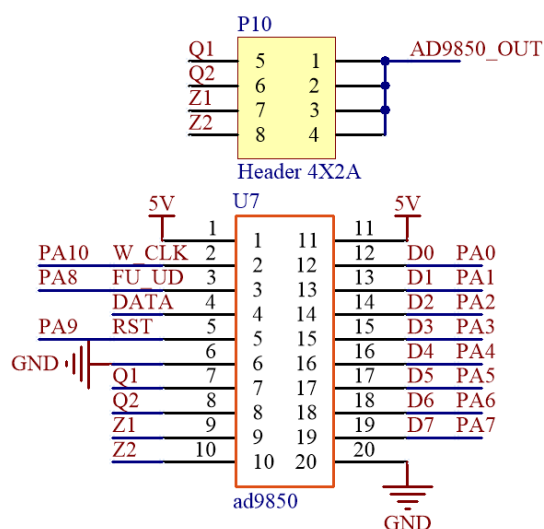 P10
Q1 5 1 AD9850_OUT
Q2 6 2
Z1 7 3
Z2 8 4
Header 4X2A
U7
5V 5V
1 1 11 11
PA10 W_CLK 2 2 12 12 D0 PA0
PA8 FU_UD 3 3 13 13 D1 PA1
DATA 4 4 14 14 D2 PA2
PA9 RST 5 5 15 15 D3 PA3
GND 6 6 16 16 D4 PA4
Q1 7 7 17 17 D5 PA5
Q2 8 8 18 18 D6 PA6
Z1 9 9 19 19 D7 PA7
Z2 10 10 20 20
ad9850
GND